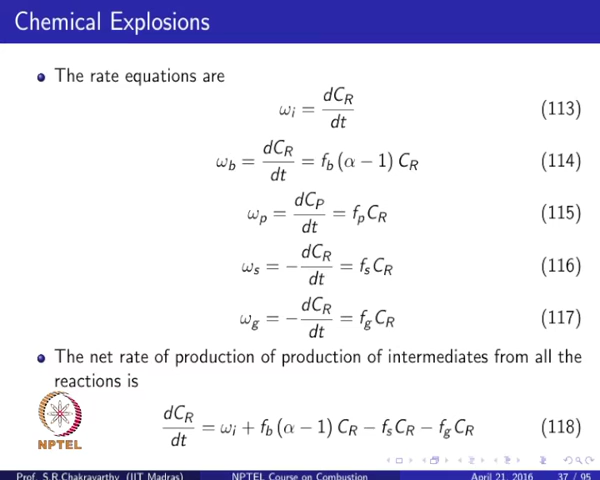 Chemical Explosions
The rate equations are
ω_i = dC_R/dt (113)
ω_b = dC_R/dt = f_b (α − 1) C_R (114)
ω_p = dC_P/dt = f_p C_R (115)
ω_s = − dC_R/dt = f_s C_R (116)
ω_g = − dC_R/dt = f_g C_R (117)
The net rate of production of production of intermediates from all the
reactions is
dC_R/dt = ω_i + f_b (α − 1) C_R − f_s C_R − f_g C_R (118)
NPTEL
Prof. S.R.Chakravarthy (IIT Madras) NPTEL Course on Combustion April 21, 2016 37 / 95